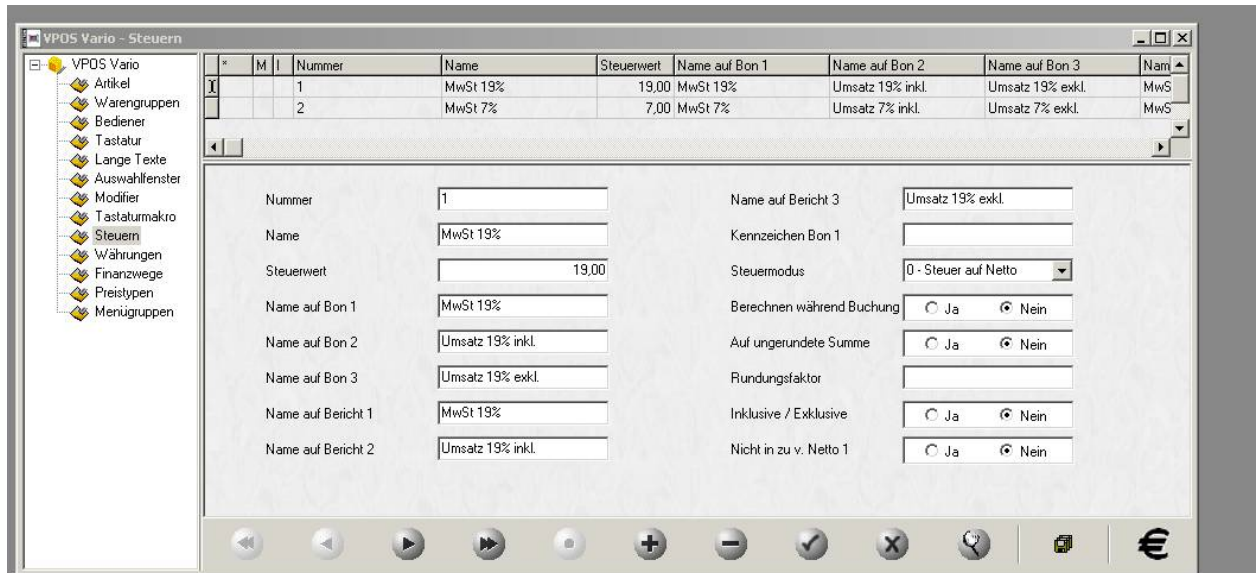 VPOS Vario - Steuern
VPOS Vario
Artikel
Warengruppen
Bediener
Tastatur
Lange Texte
Auswahlfenster
Modifier
Tastaturmakro
Steuern
Währungen
Finanzwege
Preistypen
Menügruppen
* M I Nummer Name Steuerwert Name auf Bon 1 Name auf Bon 2 Name auf Bon 3 Nam
1 MwSt 19% 19,00 MwSt 19% Umsatz 19% inkl. Umsatz 19% exkl. MwS
2 MwSt 7% 7,00 MwSt 7% Umsatz 7% inkl. Umsatz 7% exkl. MwS
Nummer 1
Name MwSt 19%
Steuerwert 19,00
Name auf Bon 1 MwSt 19%
Name auf Bon 2 Umsatz 19% inkl.
Name auf Bon 3 Umsatz 19% exkl.
Name auf Bericht 1 MwSt 19%
Name auf Bericht 2 Umsatz 19% inkl.
Name auf Bericht 3 Umsatz 19% exkl.
Kennzeichen Bon 1
Steuermodus 0 - Steuer auf Netto
Berechnen während Buchung Ja Nein
Auf ungerundete Summe Ja Nein
Rundungsfaktor
Inklusive / Exklusive Ja Nein
Nicht in zu v. Netto 1 Ja Nein
€